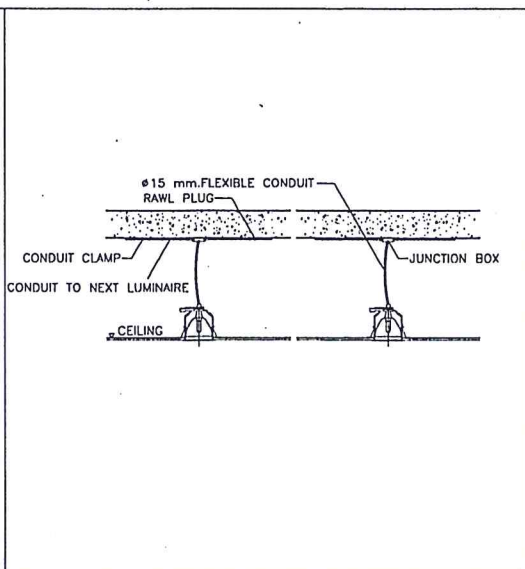 ø15 mm.FLEXIBLE CONDUIT
RAWL PLUG
CONDUIT CLAMP
JUNCTION BOX
CONDUIT TO NEXT LUMINAIRE
CEILING